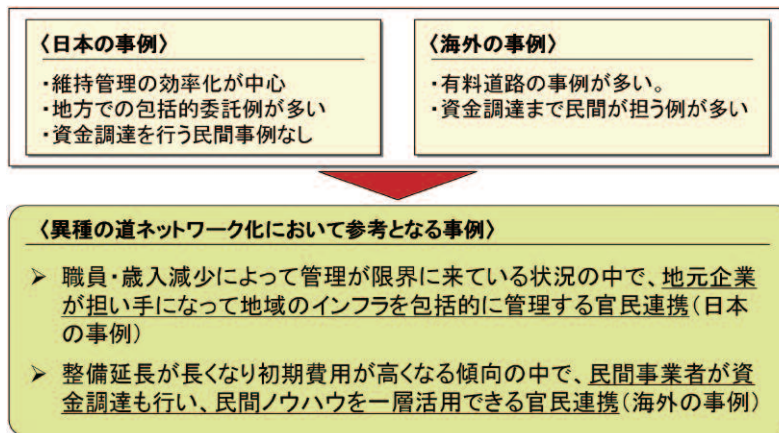 〈日本の事例〉
・維持管理の効率化が中心
・地方での包括的委託例が多い
・資金調達を行う民間事例なし
〈海外の事例〉
・有料道路の事例が多い。
・資金調達まで民間が担う例が多い
〈異種の道ネットワーク化において参考となる事例〉
➢ 職員・歳入減少によって管理が限界に来ている状況の中で、地元企業
が担い手になって地域のインフラを包括的に管理する官民連携(日本
の事例)
➢ 整備延長が長くなり初期費用が高くなる傾向の中で、民間事業者が資
金調達も行い、民間ノウハウを一層活用できる官民連携(海外の事例)